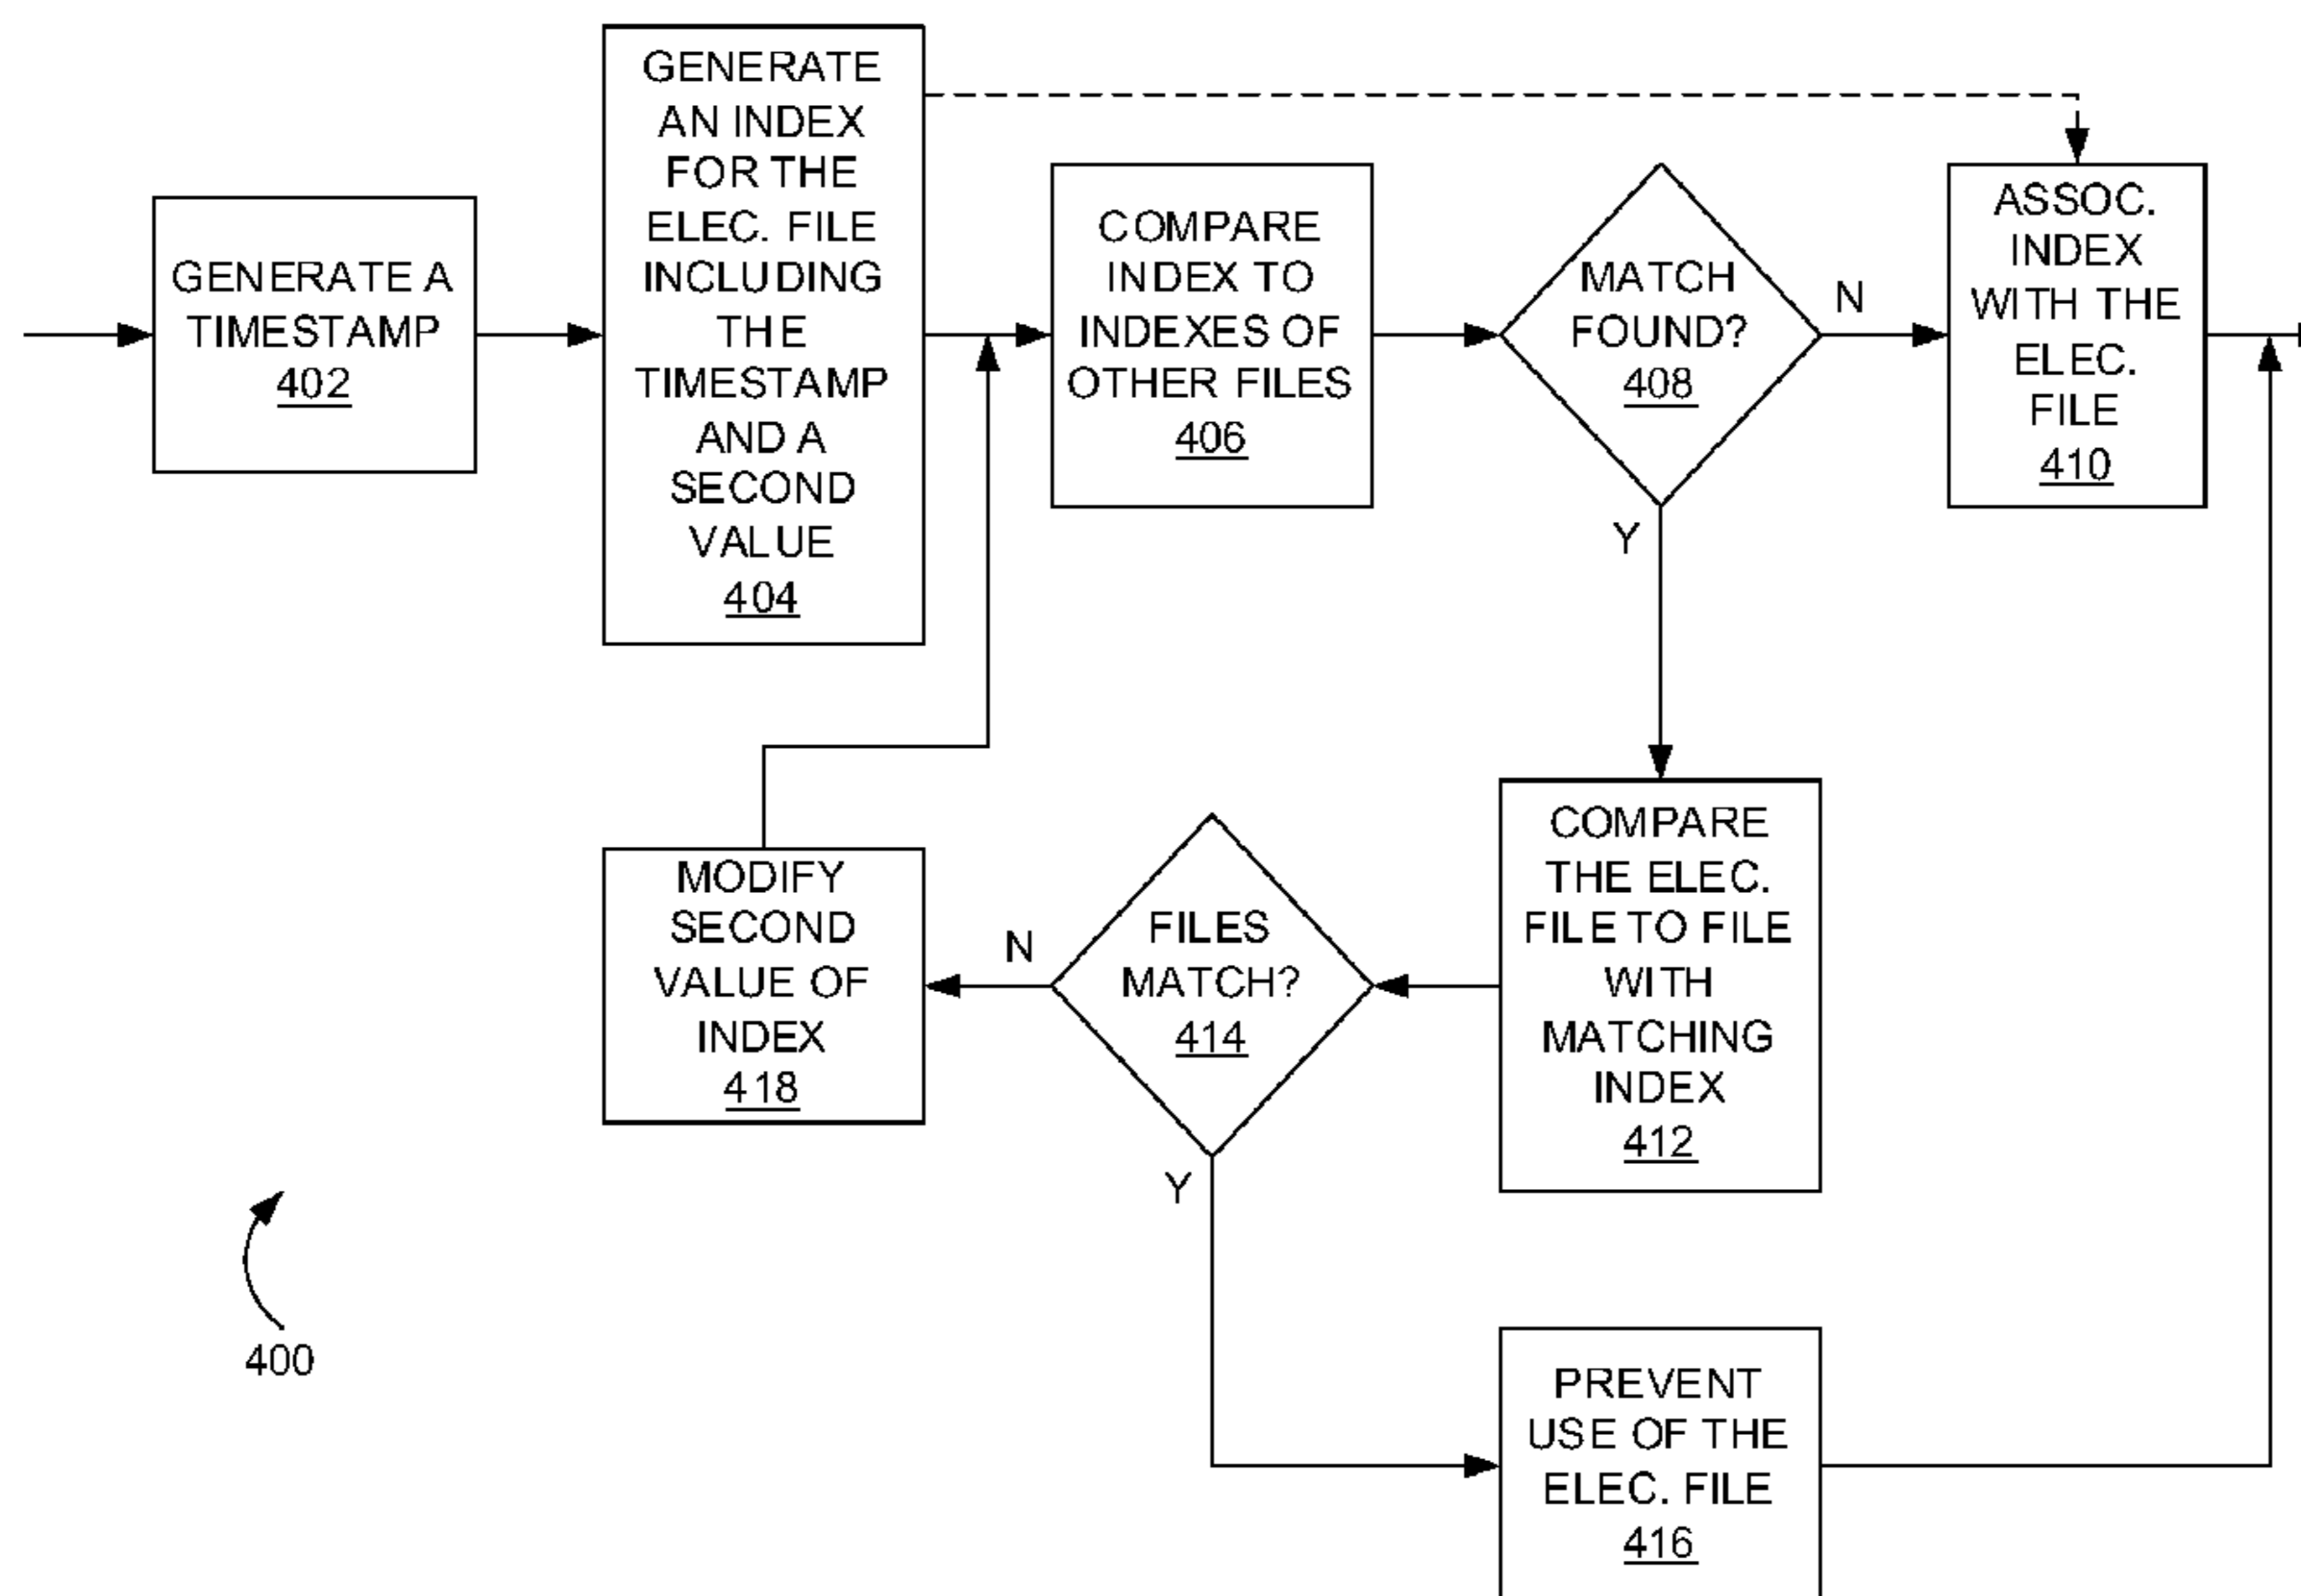 GENERATE A
TIMESTAMP
402
GENERATE
AN INDEX
FOR THE
ELEC. FILE
INCLUDING
THE
TIMESTAMP
AND A
SECOND
VALUE
404
COMPARE
INDEX TO
INDEXES OF
OTHER FILES
406
MATCH
FOUND?
408
N
Y
ASSOC.
INDEX
WITH THE
ELEC.
FILE
410
COMPARE
THE ELEC.
FILE TO FILE
WITH
MATCHING
INDEX
412
FILES
MATCH?
414
N
Y
MODIFY
SECOND
VALUE OF
INDEX
418
PREVENT
USE OF THE
ELEC. FILE
416
400